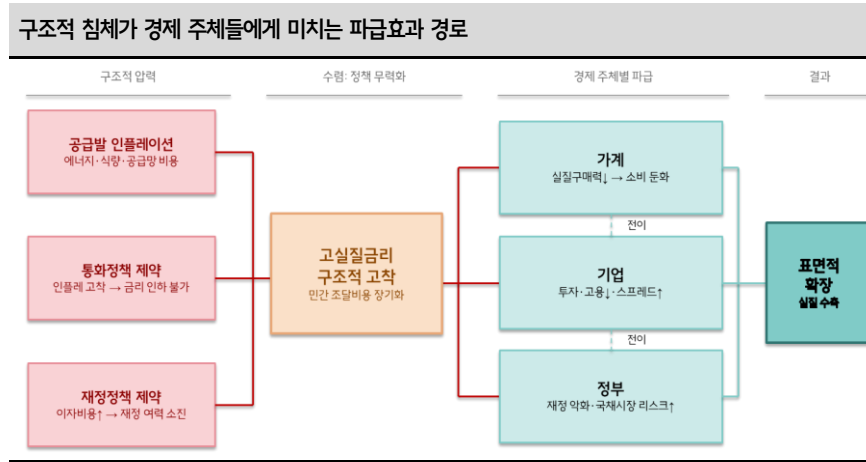 구조적 침체가 경제 주체들에게 미치는 파급효과 경로
구조적 압력
수렴: 정책 무력화
경제 주체별 파급
결과
공급발 인플레이션
에너지·식량·공급망 비용
통화정책 제약
인플레 고착 → 금리 인하 불가
재정정책 제약
이자비용↑ → 재정 여력 소진
고실질금리
구조적 고착
민간 조달비용 장기화
가계
실질구매력↓ → 소비 둔화
전이
기업
투자·고용↓·스프레드↑
전이
정부
재정 악화·국채시장 리스크↑
표면적
확장
실질 수축